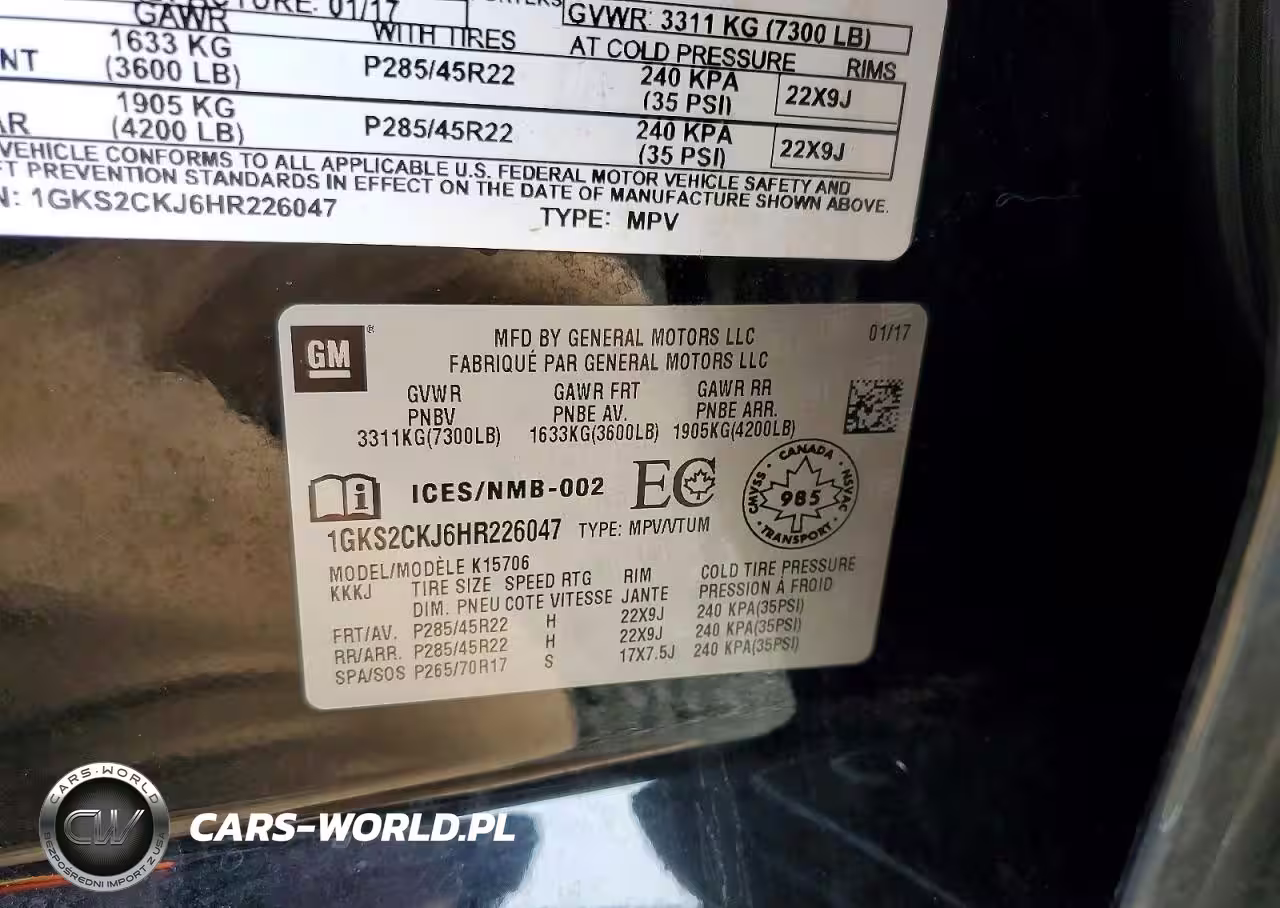 01/17
GVWR: 3311 KG (7300 LB)
GAWR WITH TIRES AT COLD PRESSURE RIMS
1633 KG
(3600 LB) P285/45R22 240 KPA
(35 PSI) 22X9J
1905 KG
(4200 LB) P285/45R22 240 KPA
(35 PSI) 22X9J
VEHICLE CONFORMS TO ALL APPLICABLE U.S. FEDERAL MOTOR VEHICLE SAFETY AND
PREVENTION STANDARDS IN EFFECT ON THE DATE OF MANUFACTURE SHOWN ABOVE.
1GKS2CKJ6HR226047 TYPE: MPV
GM®
MFD BY GENERAL MOTORS LLC 01/17
FABRIQUÉ PAR GENERAL MOTORS LLC
GVWR GAWR FRT GAWR RR
PNBV PNBE AV. PNBE ARR.
3311KG(7300LB) 1633KG(3600LB) 1905KG(4200LB)
i ICES/NMB-002 EC
CANADA
CMVSS 985 NSVAC
TRANSPORT
1GKS2CKJ6HR226047 TYPE: MPV/VTUM
MODEL/MODÈLE K15706
KKKJ TIRE SIZE SPEED RTG RIM COLD TIRE PRESSURE
DIM. PNEU COTE VITESSE JANTE PRESSION À FROID
FRT/AV. P285/45R22 H 22X9J 240 KPA(35PSI)
RR/ARR. P285/45R22 H 22X9J 240 KPA(35PSI)
SPA/SOS P265/70R17 S 17X7.5J 240 KPA(35PSI)
CARS-WORLD
CW
BEZPOŚREDNI IMPORT Z USA
CARS-WORLD.PL